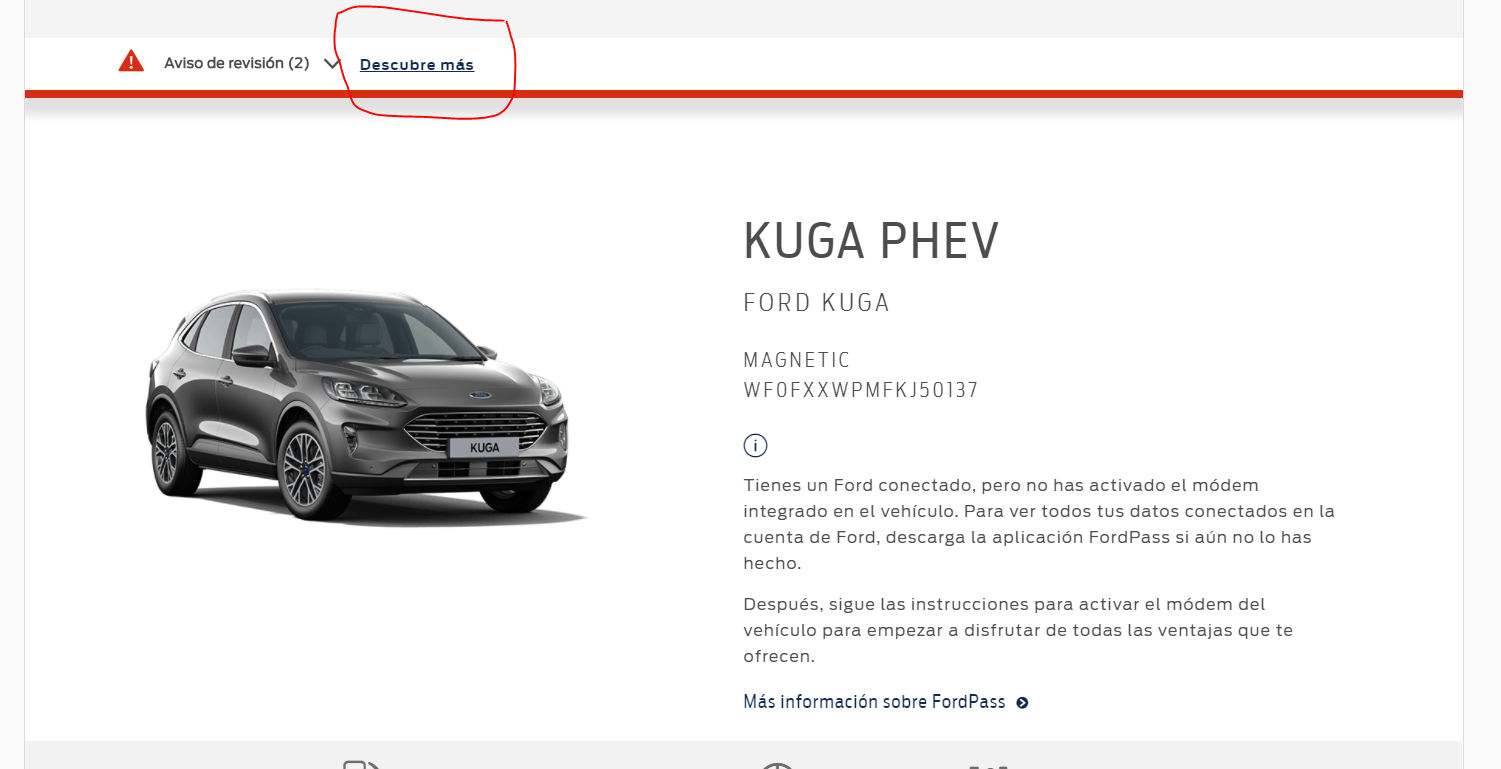 Aviso de revisión (2) Descubre más
KUGA PHEV
FORD KUGA
MAGNETIC
WF0FXXWPMFKJ50137
KUGA
Tienes un Ford conectado, pero no has activado el módem
integrado en el vehículo. Para ver todos tus datos conectados en la
cuenta de Ford, descarga la aplicación FordPass si aún no lo has
hecho.
Después, sigue las instrucciones para activar el módem del
vehículo para empezar a disfrutar de todas las ventajas que te
ofrecen.
Más información sobre FordPass